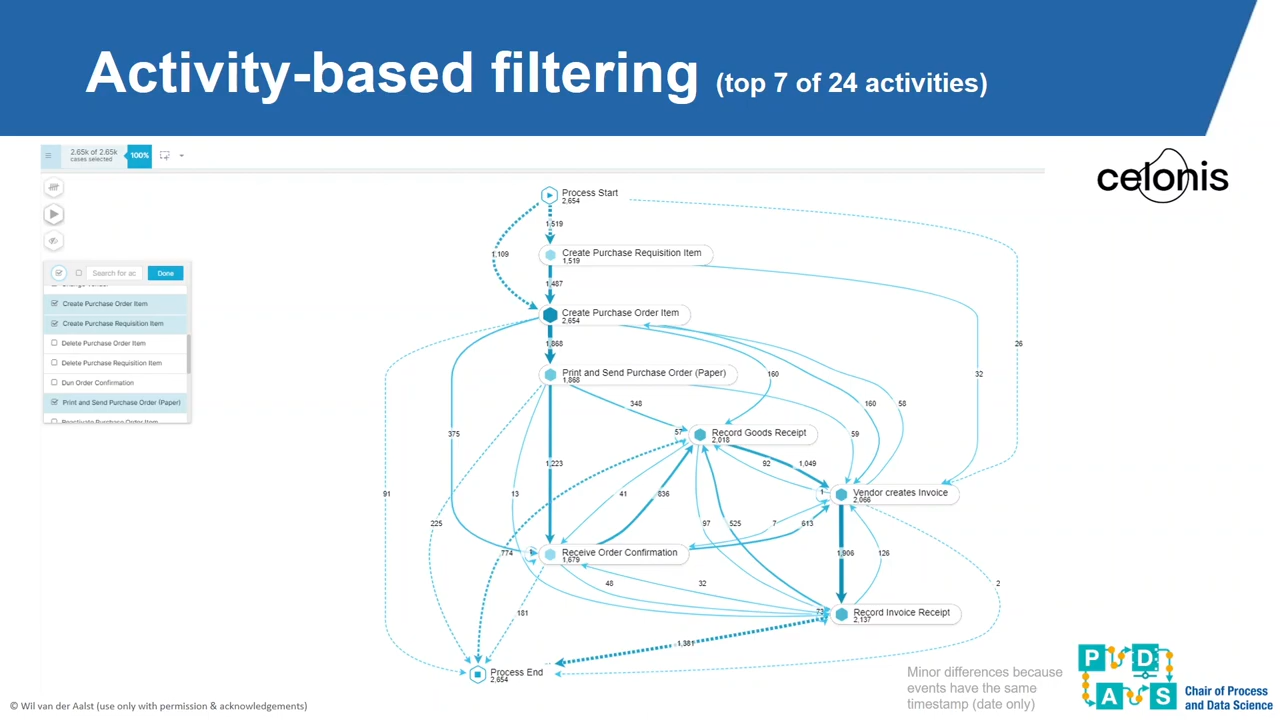 Activity-based filtering (top 7 of 24 activities)
2.65k of 2.65k
cases selected
100%
celonis
Process Start
2,654
1,519
1,109
Create Purchase Requisition Item
1,519
1,487
Create Purchase Order Item
2,654
1,868
26
32
Search for ac
Done
Create Purchase Order Item
Create Purchase Requisition Item
Delete Purchase Order Item
Delete Purchase Requisition Item
Dun Order Confirmation
Print and Send Purchase Order (Paper)
Print and Send Purchase Order (Paper)
1,868
160
348
160
58
375
57
Record Goods Receipt
2,018
59
1,223
92
1,049
91
13
41
836
1
Vendor creates Invoice
2,066
225
97
525
7
613
774
Receive Order Confirmation
1,679
1,906
126
48
32
2
181
73
Record Invoice Receipt
2,137
1,381
Process End
2,654
Minor differences because
events have the same
timestamp (date only)
P D
A S
Chair of Process
and Data Science
© Wil van der Aalst (use only with permission & acknowledgements)